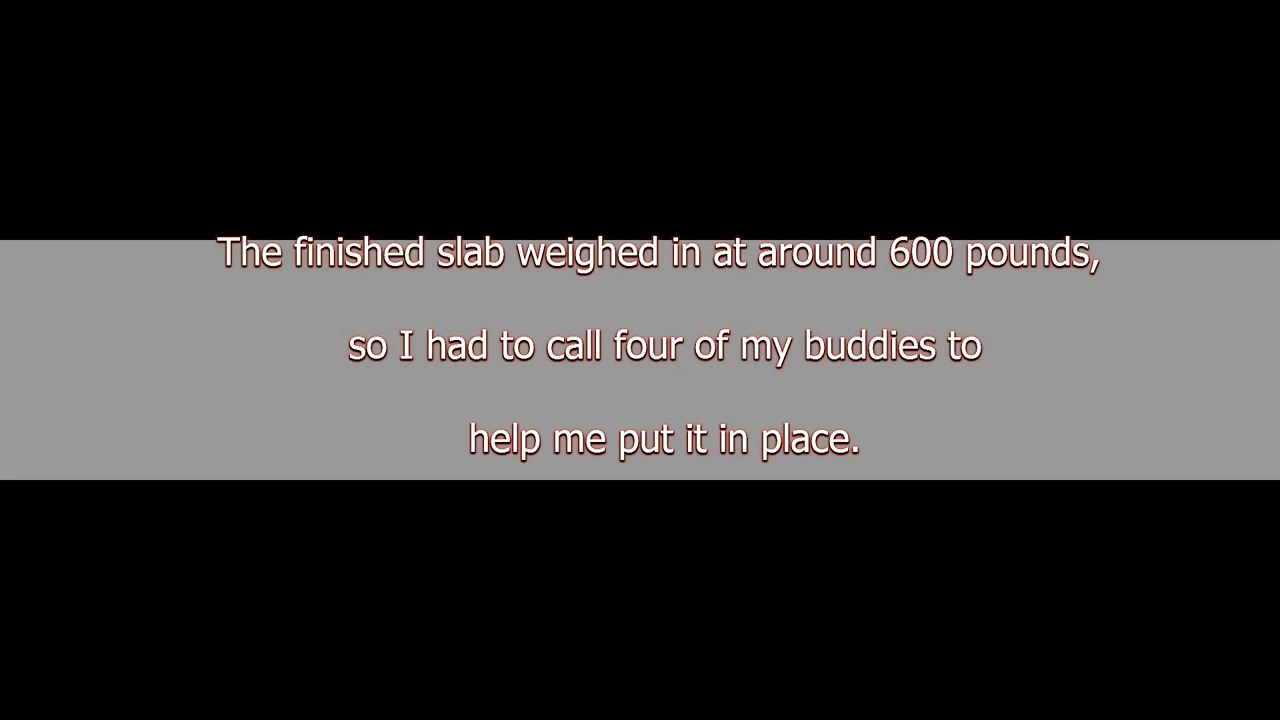 The finished slab weighed in at around 600 pounds,
so I had to call four of my buddies to
help me put it in place.